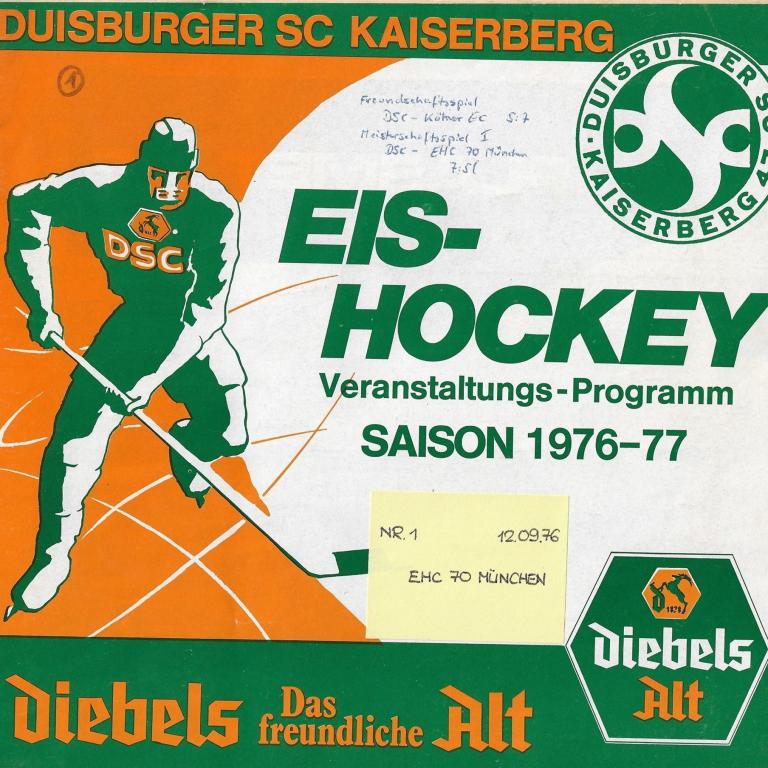 DUISBURGER SC KAISERBERG
1
Freundschaftsspiel
DSC - Kölner EC 5:7
Meisterschaftsspiel I
DSC - EHC 70 München
DUISBURGER SC
KAISERBERG 47
DSC
EIS-
HOCKEY
Veranstaltungs-Programm
SAISON 1976-77
NR. 1 12.09.76
EHC 70 MÜNCHEN
diebels
Alt
diebels Das freundliche Alt